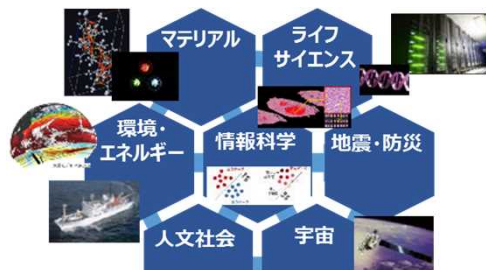 マテリアル
ライフ
サイエンス
環境・
エネルギー
情報科学
地震・防災
人文社会
宇宙